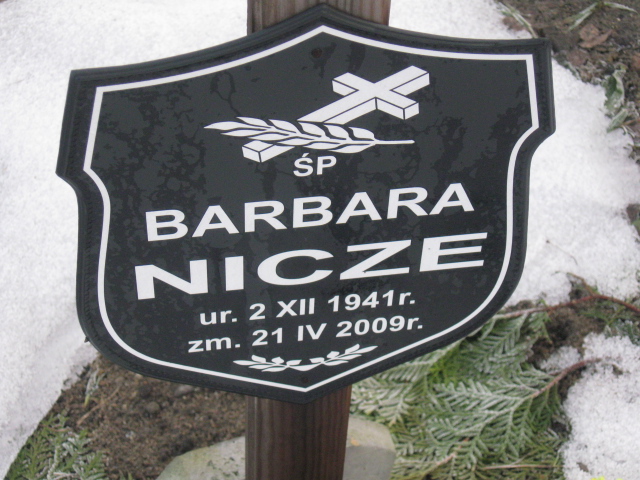 ŚP
BARBARA
NICZE
ur. 2 XII 1941r.
zm. 21 IV 2009r.